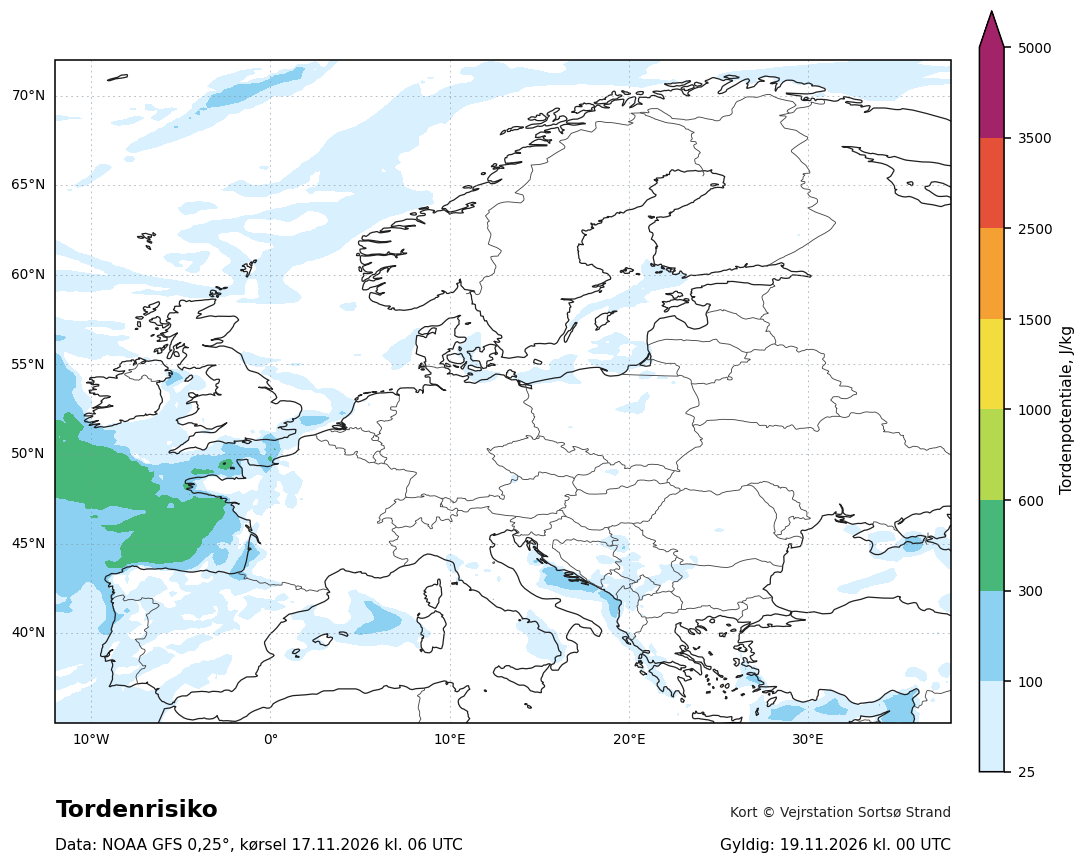 70°N
65°N
60°N
55°N
50°N
45°N
40°N
10°W
0°
10°E
20°E
30°E
5000
3500
2500
1500
1000
600
300
100
25
Tordenpotentiale, J/kg
Tordenrisiko
Kort © Vejrstation Sortsø Strand
Data: NOAA GFS 0,25°, kørsel 17.11.2026 kl. 06 UTC
Gyldig: 19.11.2026 kl. 00 UTC